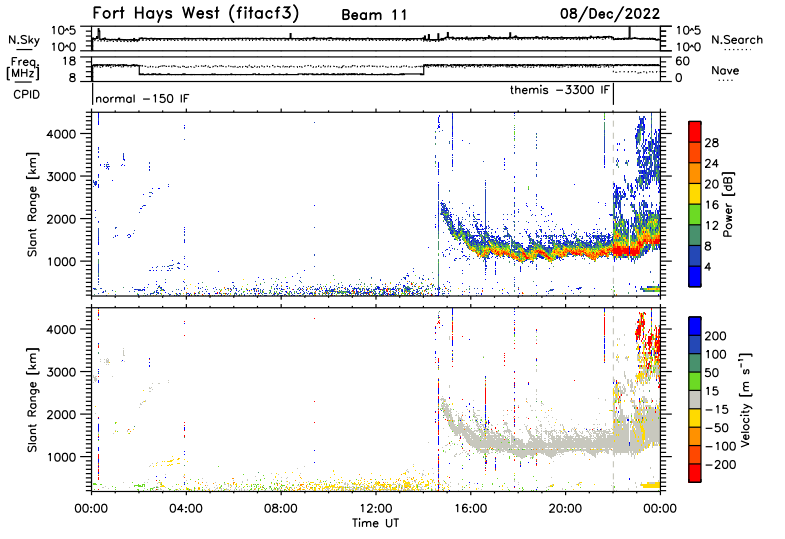 Fort Hays West (fitacf3) Beam 11 08/Dec/2022
N.Sky 10^5 10^0 10^5 10^0 N.Search
Freq. [MHz] 18 8 60 0 Nave
CPID normal -150 IF themis -3300 IF
Slant Range [km] 4000 3000 2000 1000
Power [dB] 28 24 20 16 12 8 4
Slant Range [km] 4000 3000 2000 1000
Velocity [m s^-1] 200 100 50 15 -15 -50 -100 -200
00:00 04:00 08:00 12:00 16:00 20:00 00:00
Time UT